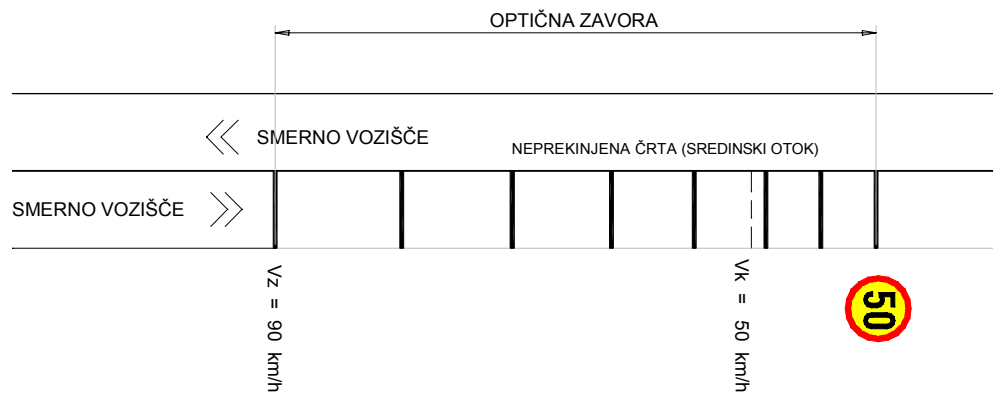 OPTIČNA ZAVORA
SMERNO VOZIŠČE
NEPREKINJENA ČRTA (SREDINSKI OTOK)
SMERNO VOZIŠČE
Vz = 90 km/h
Vk = 50 km/h
50